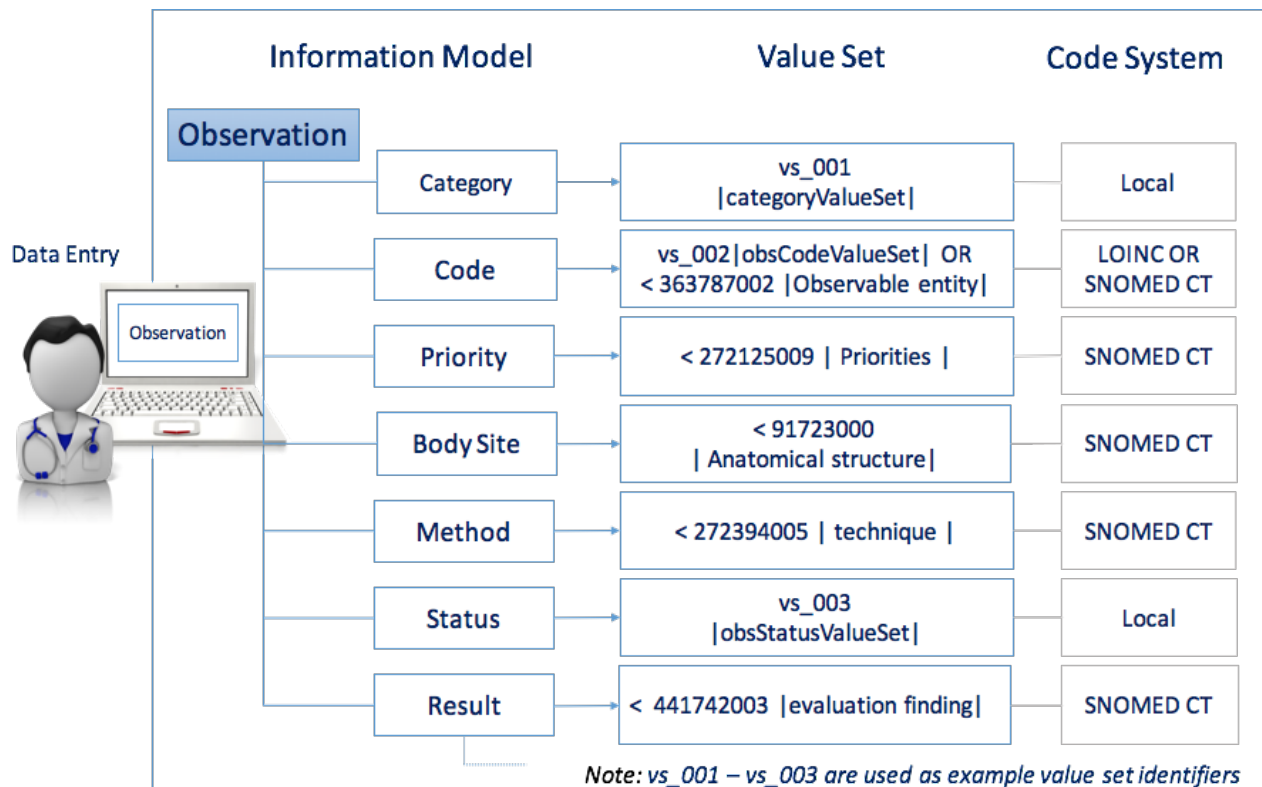 Information Model
Value Set
Code System
Observation
Category
vs_001
|categoryValueSet|
Local
Data Entry
Observation
Code
vs_002|obsCodeValueSet| OR
< 363787002 |Observable entity|
LOINC OR
SNOMED CT
Priority
< 272125009 | Priorities |
SNOMED CT
Body Site
< 91723000
| Anatomical structure|
SNOMED CT
Method
< 272394005 | technique |
SNOMED CT
Status
vs_003
|obsStatusValueSet|
Local
Result
< 441742003 |evaluation finding|
SNOMED CT
Note: vs_001 – vs_003 are used as example value set identifiers